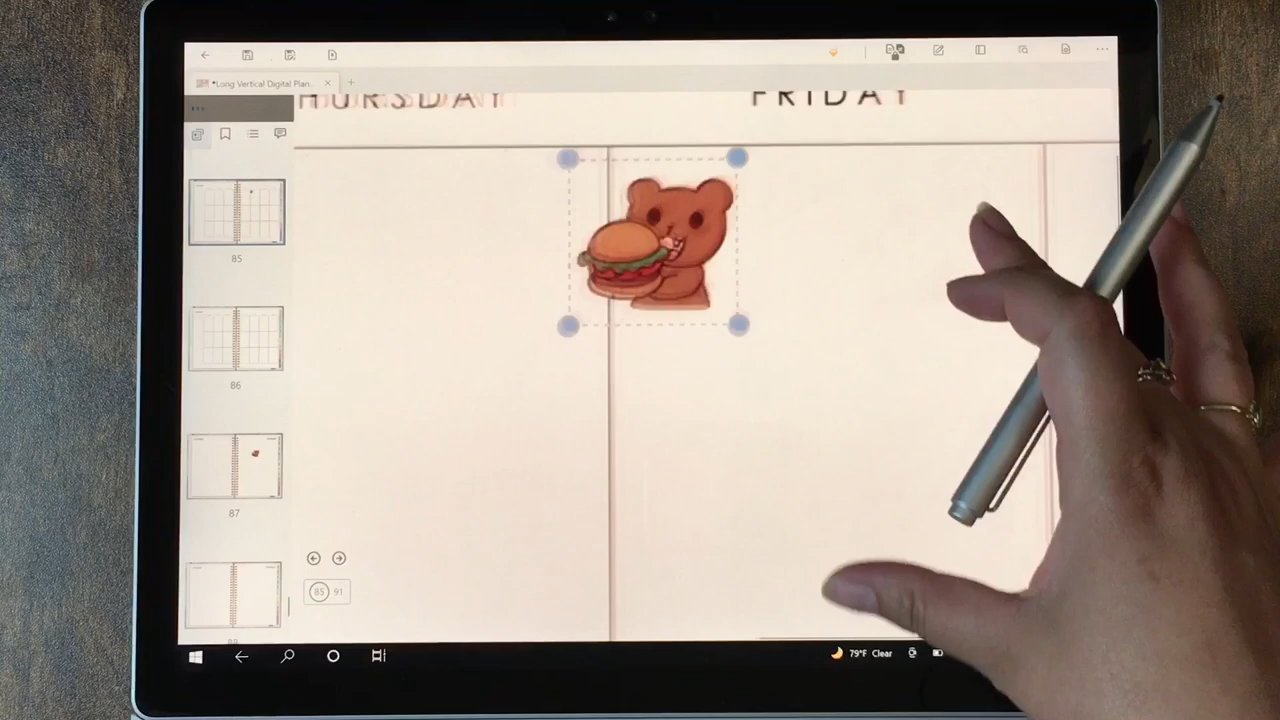 *Long Vertical Digital Plan...
HURSDAY
FRIDAY
85
86
87
85 91
79°F Clear